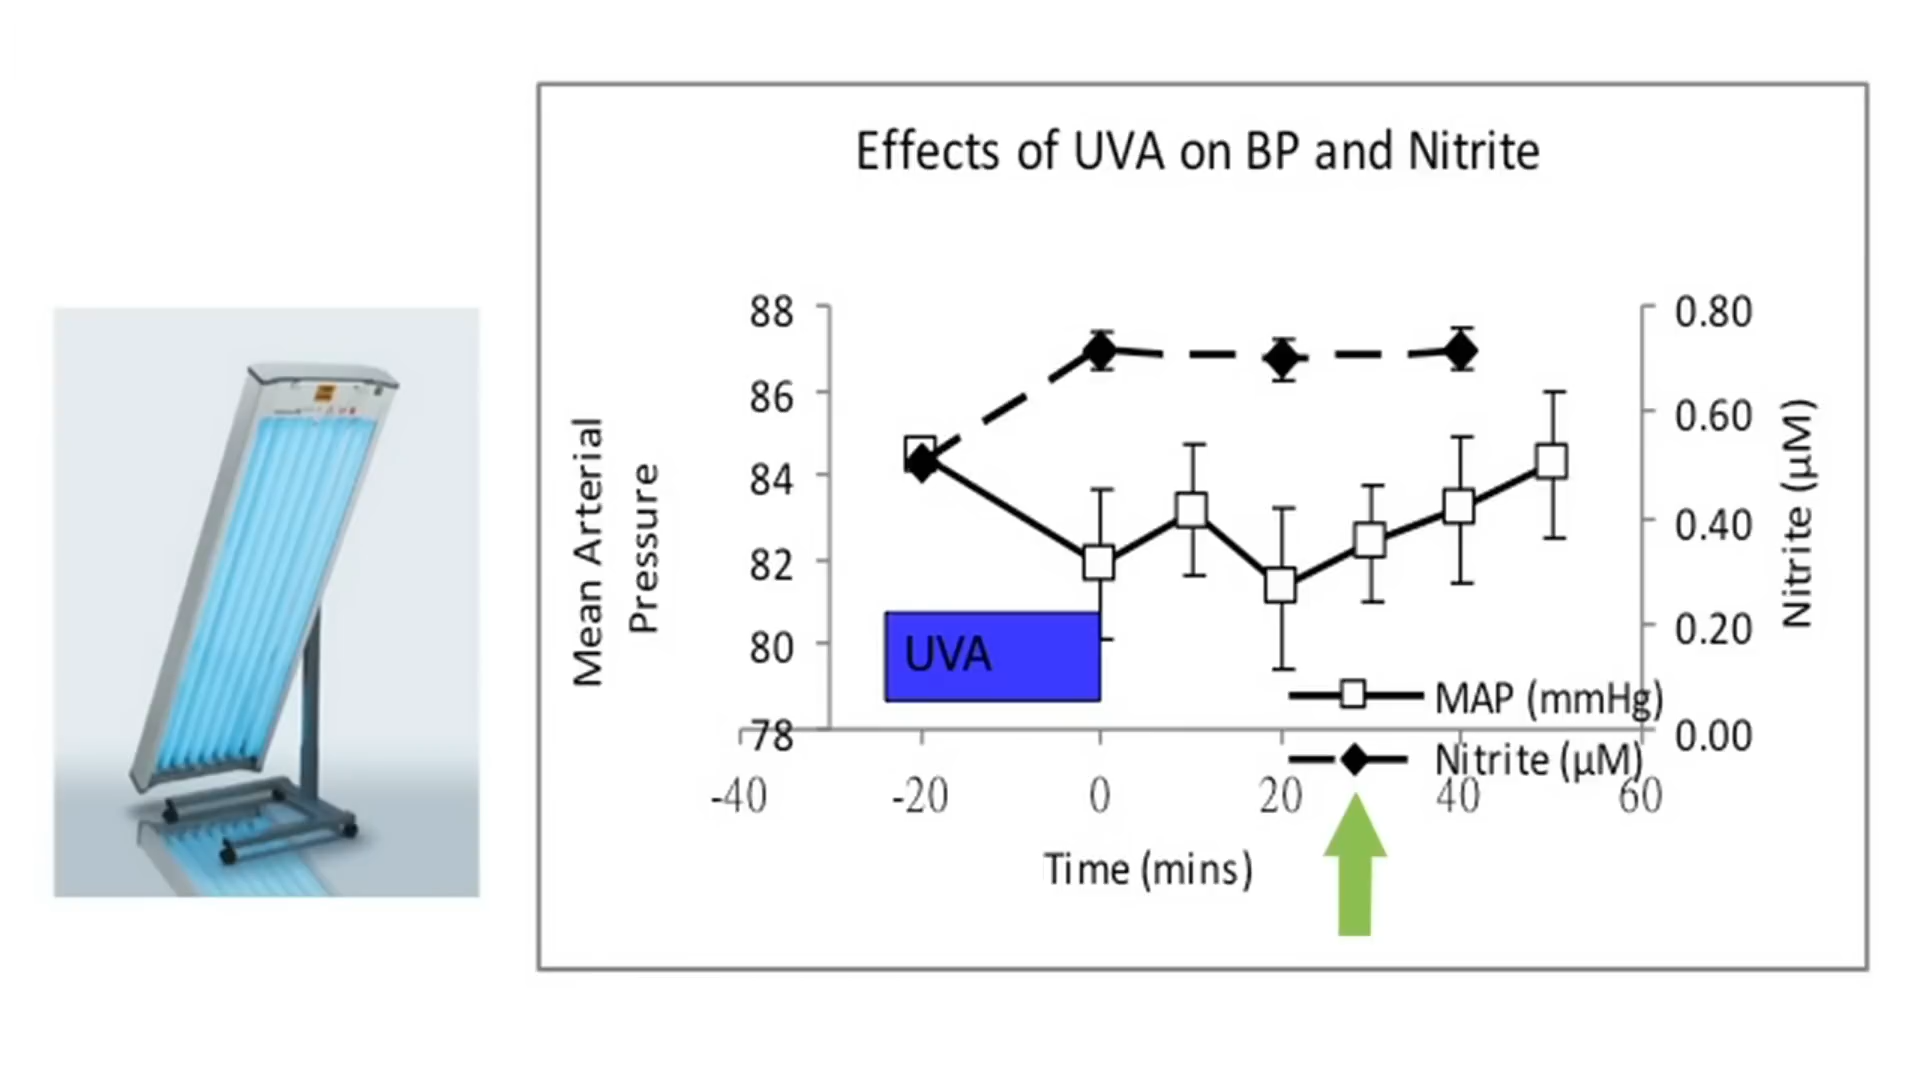 Effects of UVA on BP and Nitrite
88
86
84
82
80
78
Mean Arterial
Pressure
0.80
0.60
0.40
0.20
0.00
Nitrite (µM)
UVA
MAP (mmHg)
Nitrite (µM)
-40 -20 0 20 40 60
Time (mins)